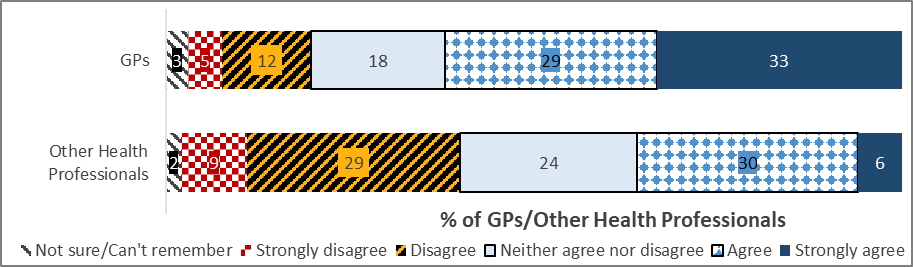 GPs
3 5 12 18 29 33
Other Health
Professionals
2 9 29 24 30 6
% of GPs/Other Health Professionals
Not sure/Can't remember Strongly disagree Disagree Neither agree nor disagree Agree Strongly agree